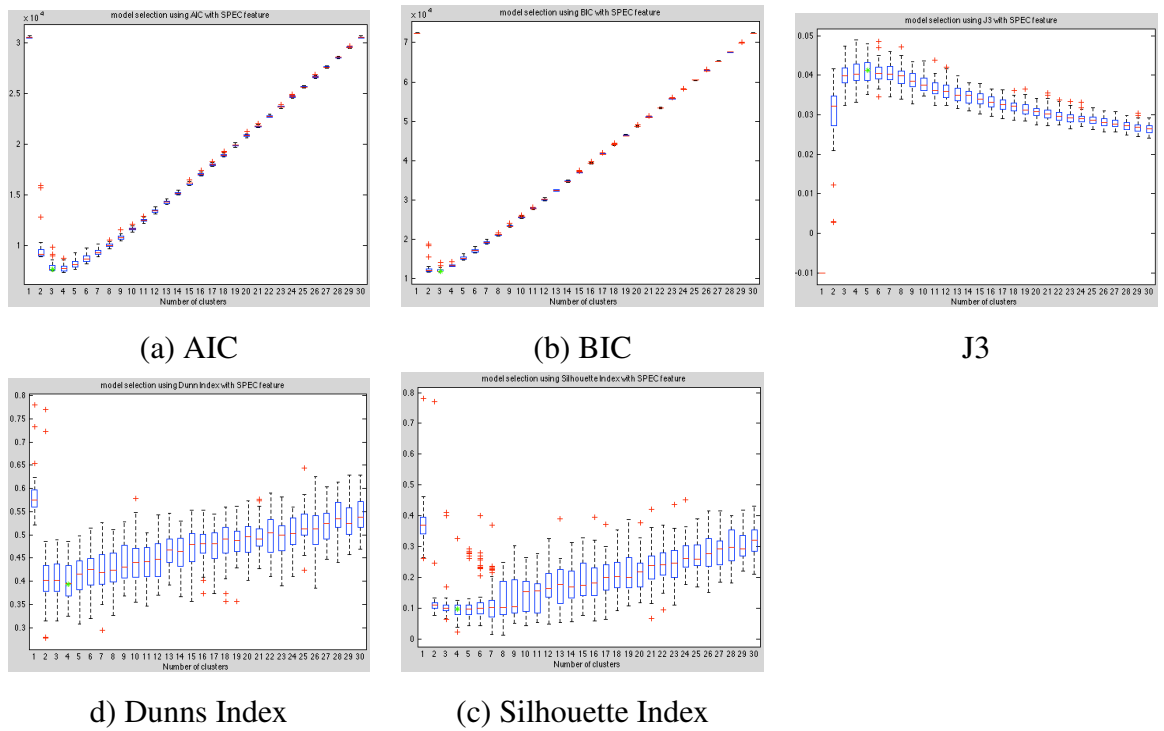 model selection using AIC with SPEC feature
x 10^4
3
2.5
2
1.5
1
1 2 3 4 5 6 7 8 9 10 11 12 13 14 15 16 17 18 19 20 21 22 23 24 25 26 27 28 29 30
Number of clusters
(a) AIC
model selection using BIC with SPEC feature
x 10^4
7
6
5
4
3
2
1
1 2 3 4 5 6 7 8 9 10 11 12 13 14 15 16 17 18 19 20 21 22 23 24 25 26 27 28 29 30
Number of clusters
(b) BIC
model selection using J3 with SPEC feature
0.05
0.04
0.03
0.02
0.01
0
-0.01
1 2 3 4 5 6 7 8 9 10 11 12 13 14 15 16 17 18 19 20 21 22 23 24 25 26 27 28 29 30
Number of clusters
J3
model selection using Dunn Index with SPEC feature
0.8
0.75
0.7
0.65
0.6
0.55
0.5
0.45
0.4
0.35
0.3
1 2 3 4 5 6 7 8 9 10 11 12 13 14 15 16 17 18 19 20 21 22 23 24 25 26 27 28 29 30
Number of clusters
d) Dunns Index
model selection using Silhouette Index with SPEC feature
0.8
0.7
0.6
0.5
0.4
0.3
0.2
0.1
0
1 2 3 4 5 6 7 8 9 10 11 12 13 14 15 16 17 18 19 20 21 22 23 24 25 26 27 28 29 30
Number of clusters
(c) Silhouette Index